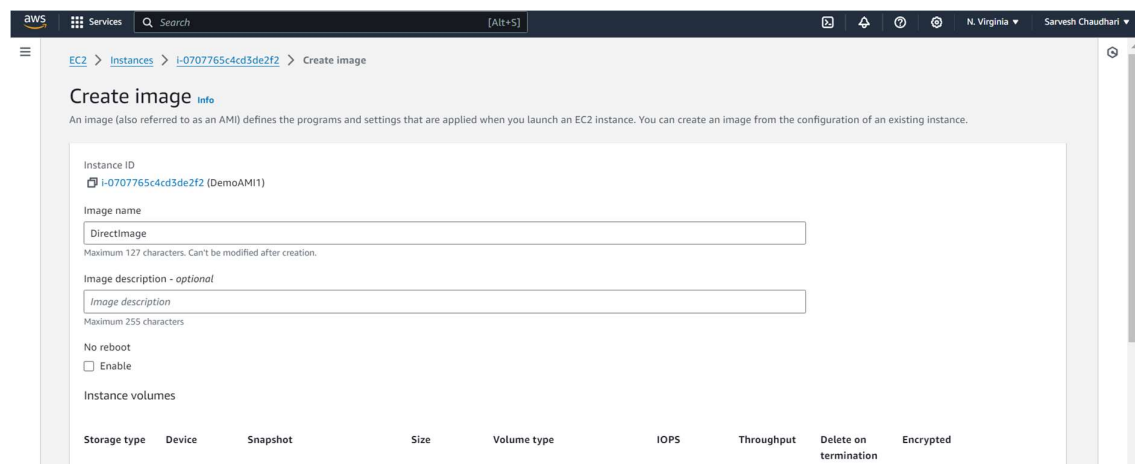 aws Services Search [Alt+S] N. Virginia Sarvesh Chaudhari
EC2 > Instances > i-0707765c4cd3de2f2 > Create image
Create image Info
An image (also referred to as an AMI) defines the programs and settings that are applied when you launch an EC2 instance. You can create an image from the configuration of an existing instance.
Instance ID
i-0707765c4cd3de2f2 (DemoAMI1)
Image name
DirectImage
Maximum 127 characters. Can't be modified after creation.
Image description - optional
Image description
Maximum 255 characters
No reboot
Enable
Instance volumes
Storage type Device Snapshot Size Volume type IOPS Throughput Delete on Encrypted
termination